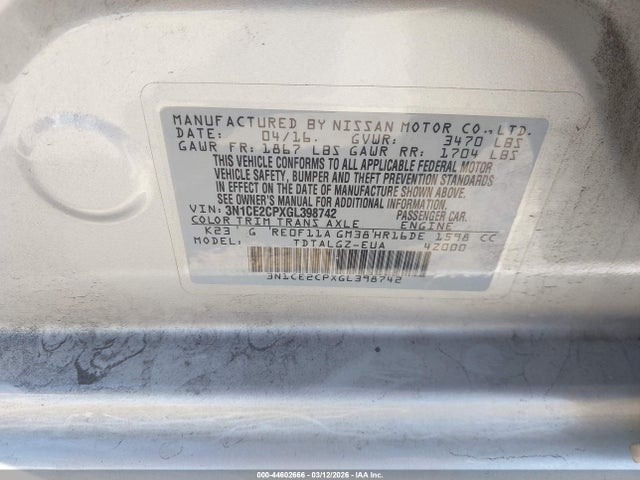 MANUFACTURED BY NISSAN MOTOR CO., LTD.
DATE: 04/16. GVWR: 3470 LBS
GAWR FR: 1867 LBS GAWR RR: 1704 LBS
THIS VEHICLE CONFORMS TO ALL APPLICABLE FEDERAL MOTOR
VEHICLE SAFETY, BUMPER AND THEFT PREVENTION STANDARDS
IN EFFECT ON THE DATE OF MANUFACTURE SHOWN ABOVE.
SEE OWNER'S MANUAL FOR ADDITIONAL INFORMATION
VIN: 3N1CE2CPXGL398742 PASSENGER CAR.
COLOR TRIM TRANS AXLE ENGINE
K23 G RE0F11A GM38 HR16DE 1598 CC
MODEL: TDTALGZ-EUA 42000
3N1CE2CPXGL398742
000-44602666 - 03/12/2026 - IAA Inc.